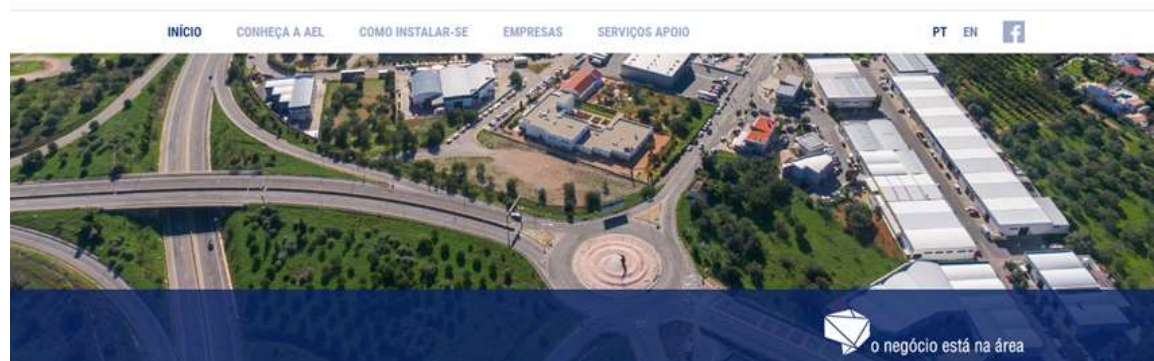 INÍCIO CONHEÇA A AEL COMO INSTALAR-SE EMPRESAS SERVIÇOS APOIO PT EN f
o negócio está na área